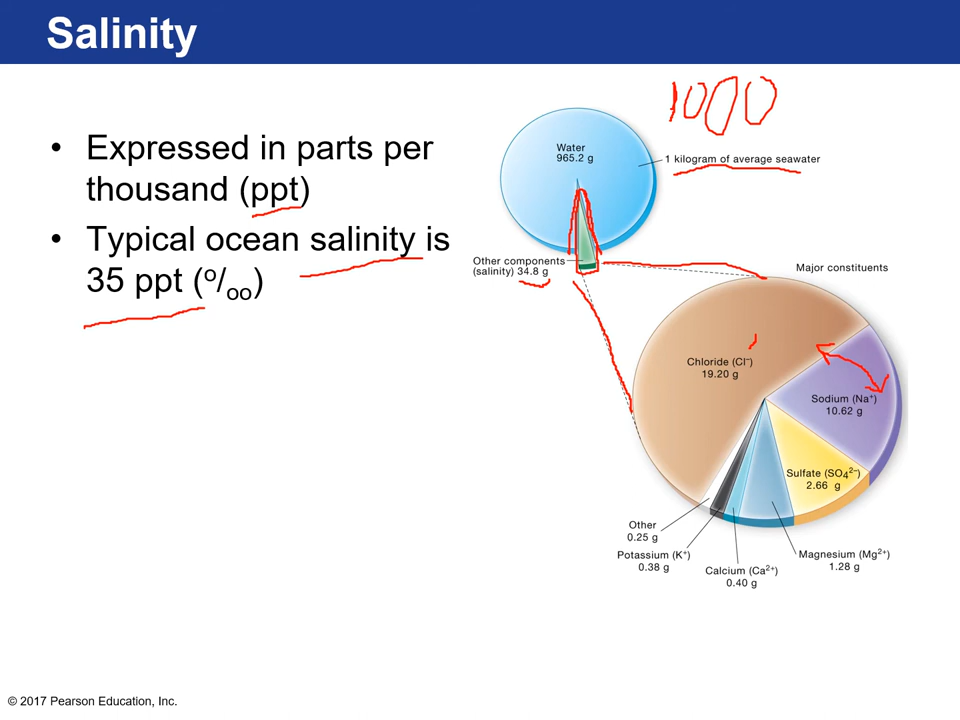 Salinity
• Expressed in parts per
thousand (ppt)
• Typical ocean salinity is
35 ppt (o/oo)
1000
Water
965.2 g
1 kilogram of average seawater
Other components
(salinity) 34.8 g
Major constituents
Chloride (Cl⁻)
19.20 g
Sodium (Na⁺)
10.62 g
Sulfate (SO₄²⁻)
2.66 g
Other
0.25 g
Potassium (K⁺)
0.38 g
Calcium (Ca²⁺)
0.40 g
Magnesium (Mg²⁺)
1.28 g
© 2017 Pearson Education, Inc.